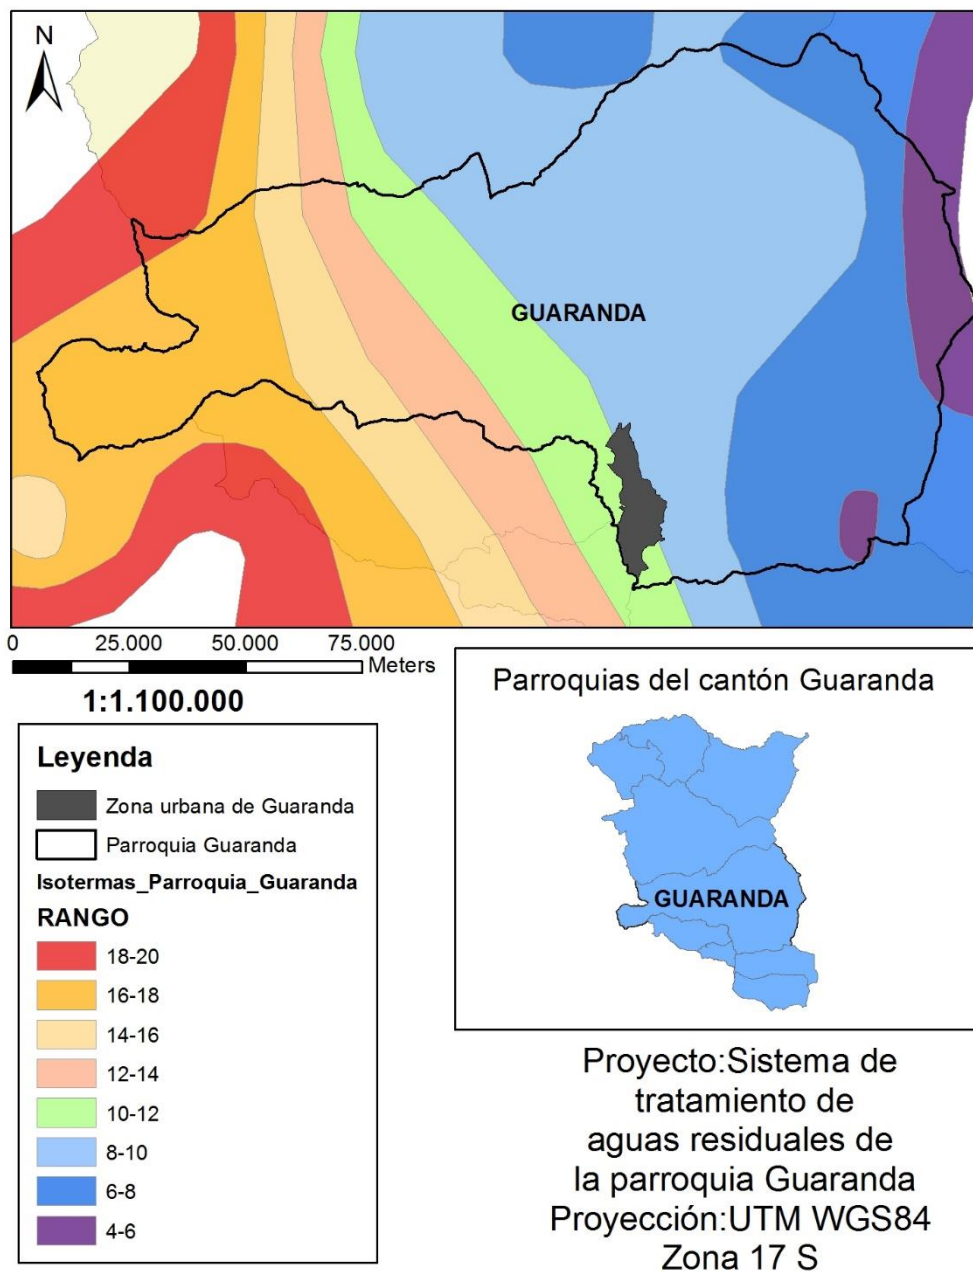 N
GUARANDA
0 25.000 50.000 75.000
Meters
1:1.100.000
Leyenda
Zona urbana de Guaranda
Parroquia Guaranda
Isotermas_Parroquia_Guaranda
RANGO
18-20
16-18
14-16
12-14
10-12
8-10
6-8
4-6
Parroquias del cantón Guaranda
GUARANDA
Proyecto:Sistema de
tratamiento de
aguas residuales de
la parroquia Guaranda
Proyección:UTM WGS84
Zona 17 S